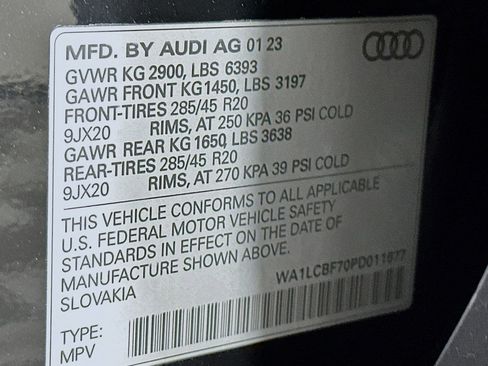 MFD. BY AUDI AG 01 23
GVWR KG 2900, LBS 6393
GAWR FRONT KG1450, LBS 3197
FRONT-TIRES 285/45 R20
9JX20 RIMS, AT 250 KPA 36 PSI COLD
GAWR REAR KG 1650, LBS 3638
REAR-TIRES 285/45 R20
9JX20 RIMS, AT 270 KPA 39 PSI COLD
THIS VEHICLE CONFORMS TO ALL APPLICABLE
U.S. FEDERAL MOTOR VEHICLE SAFETY
STANDARDS IN EFFECT ON THE DATE OF
MANUFACTURE SHOWN ABOVE.
SLOVAKIA WA1LCBF70PD011677
TYPE:
MPV